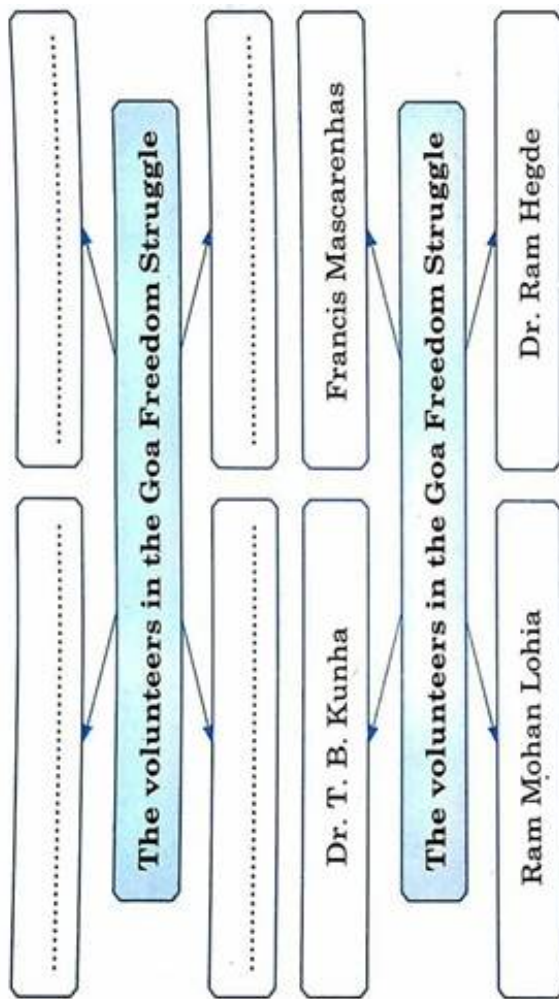 ................................................
................................................
The volunteers in the Goa Freedom Struggle
................................................
................................................
Dr. T. B. Kunha
Francis Mascarenhas
The volunteers in the Goa Freedom Struggle
Ram Mohan Lohia
Dr. Ram Hegde